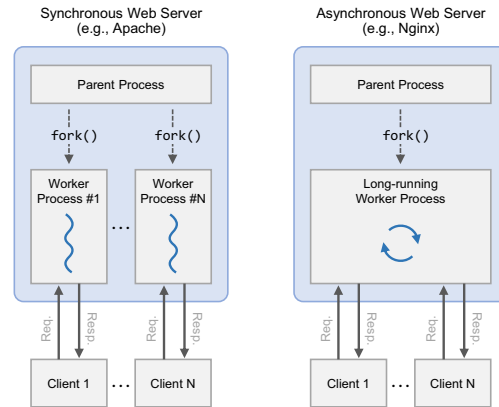 Synchronous Web Server
(e.g., Apache)
Parent Process
fork()
fork()
Worker
Process #1
...
Worker
Process #N
Req.
Resp.
Req.
Resp.
Client 1
...
Client N
Asynchronous Web Server
(e.g., Nginx)
Parent Process
fork()
Long-running
Worker Process
Req.
Resp.
Req.
Resp.
Client 1
...
Client N